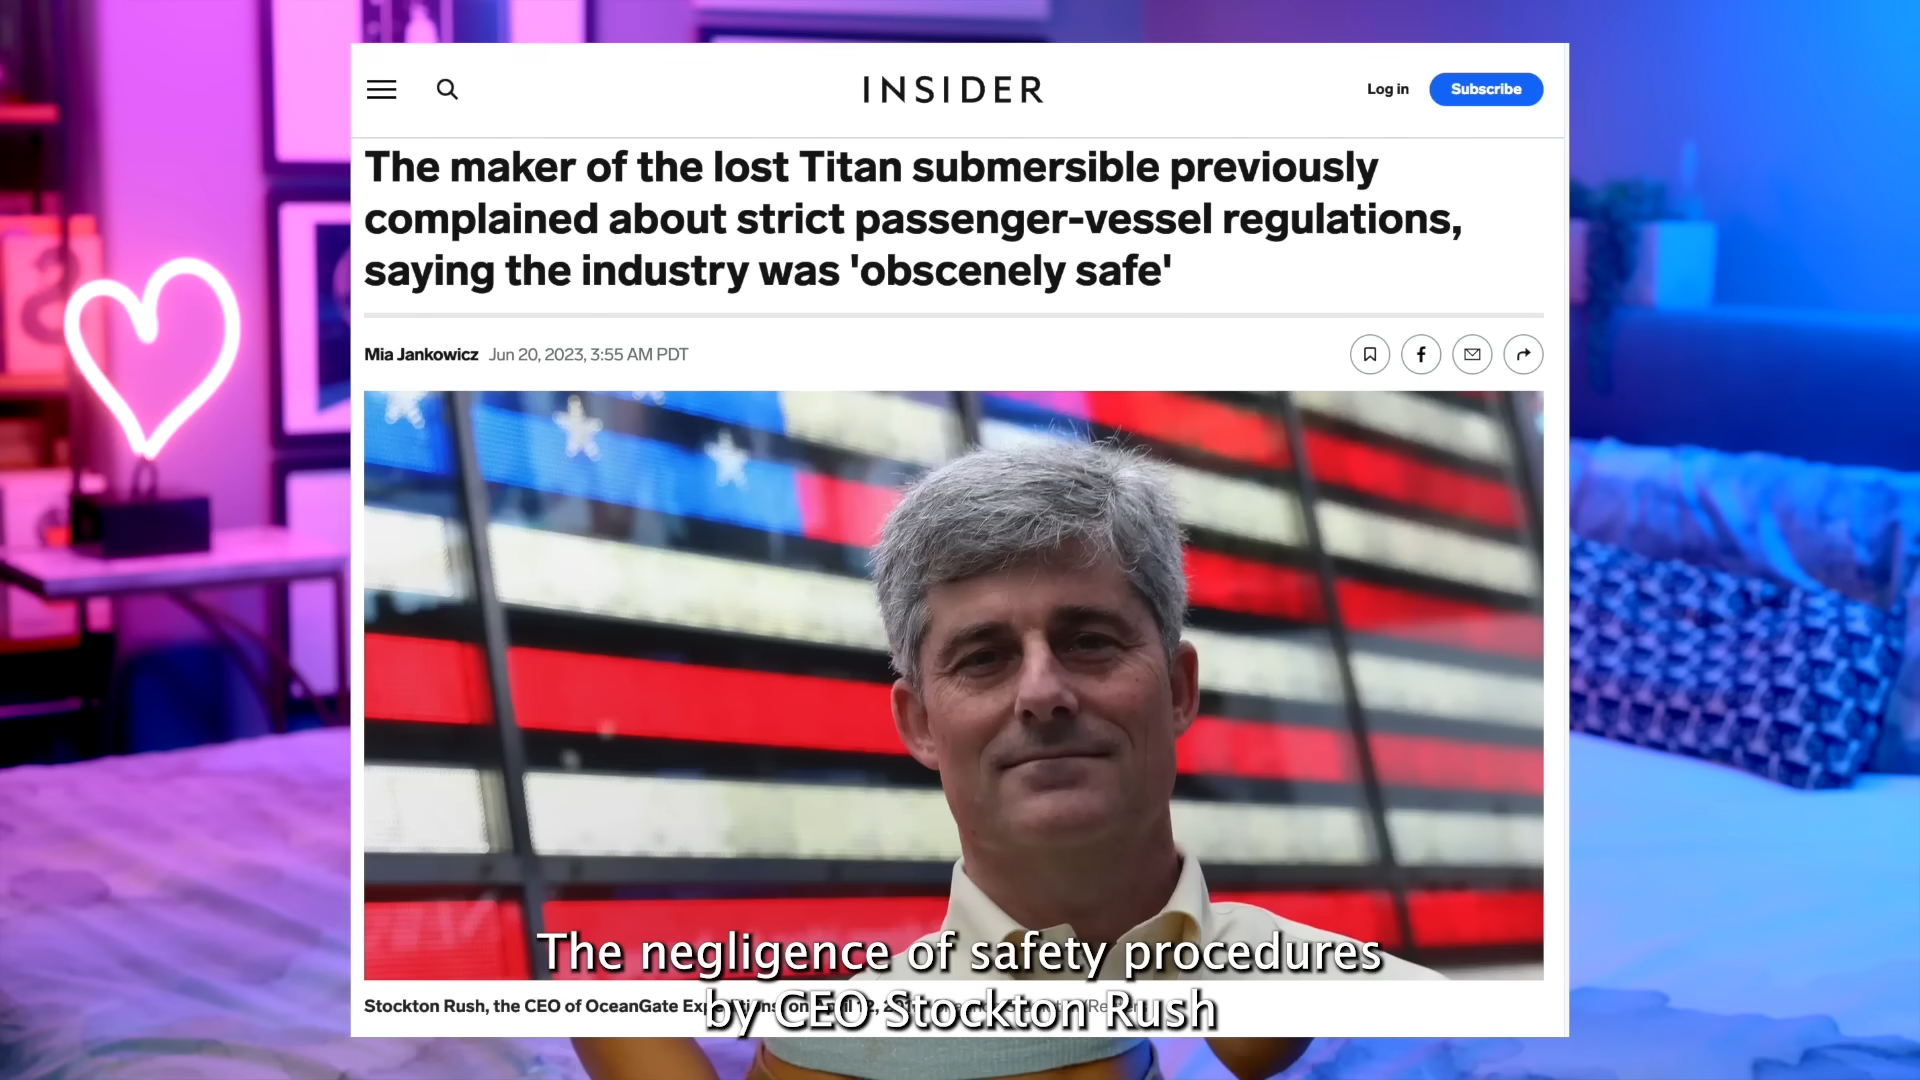 INSIDER
Log in
Subscribe
The maker of the lost Titan submersible previously
complained about strict passenger-vessel regulations,
saying the industry was 'obscenely safe'
Mia Jankowicz Jun 20, 2023, 3:55 AM PDT
The negligence of safety procedures
Stockton Rush, the CEO of OceanGate
by CEO Stockton Rush